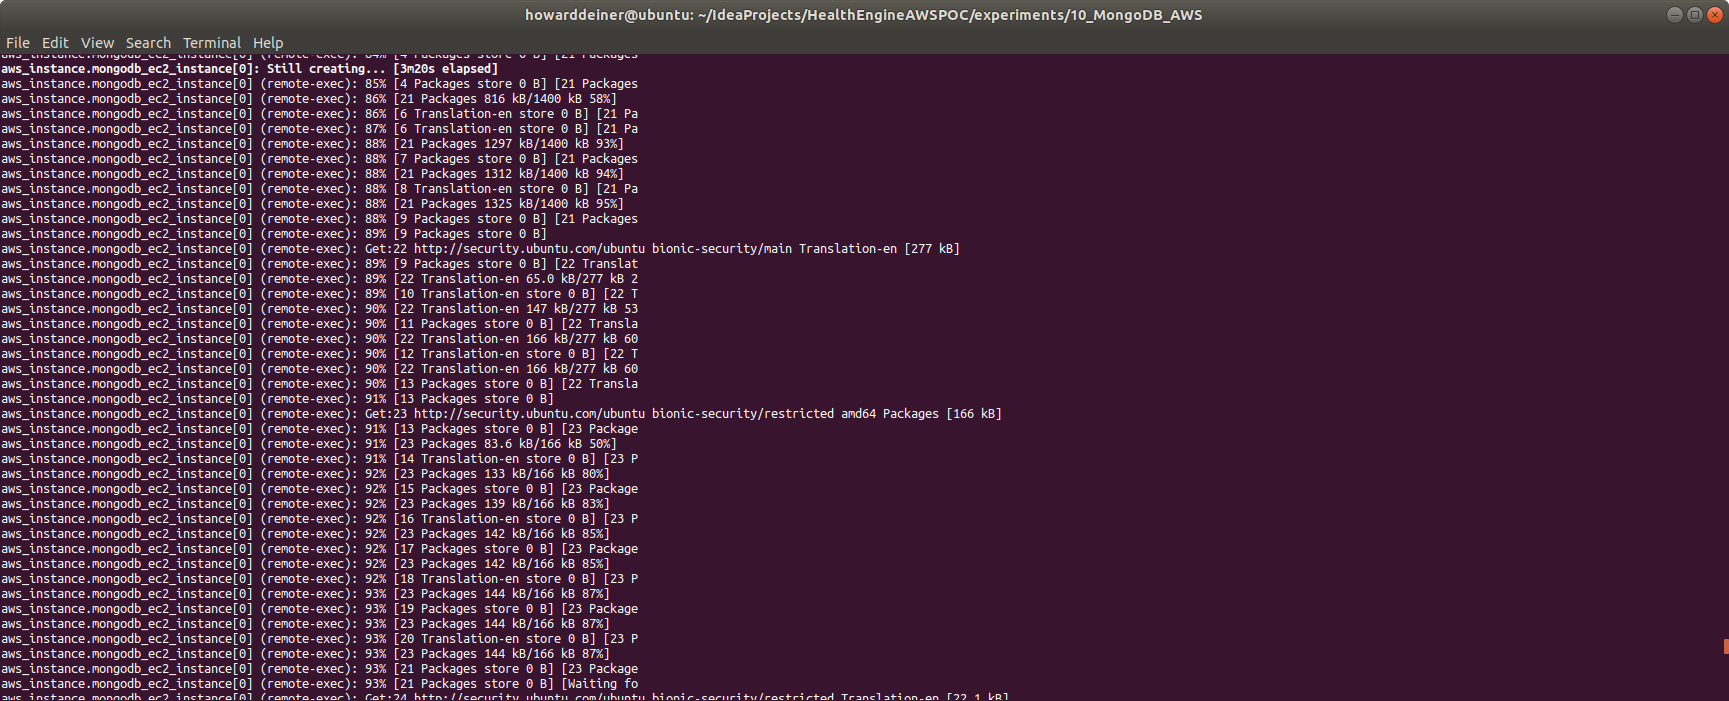 howarddeiner@ubuntu: ~/IdeaProjects/HealthEngineAWSPOC/experiments/10_MongoDB_AWS
File Edit View Search Terminal Help
aws_instance.mongodb_ec2_instance[0] (remote-exec): 84% [4 Packages store 0 B] [21 Packages
aws_instance.mongodb_ec2_instance[0]: Still creating... [3m20s elapsed]
aws_instance.mongodb_ec2_instance[0] (remote-exec): 85% [4 Packages store 0 B] [21 Packages
aws_instance.mongodb_ec2_instance[0] (remote-exec): 86% [21 Packages 816 kB/1400 kB 58%]
aws_instance.mongodb_ec2_instance[0] (remote-exec): 86% [6 Translation-en store 0 B] [21 Pa
aws_instance.mongodb_ec2_instance[0] (remote-exec): 87% [6 Translation-en store 0 B] [21 Pa
aws_instance.mongodb_ec2_instance[0] (remote-exec): 88% [21 Packages 1297 kB/1400 kB 93%]
aws_instance.mongodb_ec2_instance[0] (remote-exec): 88% [7 Packages store 0 B] [21 Packages
aws_instance.mongodb_ec2_instance[0] (remote-exec): 88% [21 Packages 1312 kB/1400 kB 94%]
aws_instance.mongodb_ec2_instance[0] (remote-exec): 88% [8 Translation-en store 0 B] [21 Pa
aws_instance.mongodb_ec2_instance[0] (remote-exec): 88% [21 Packages 1325 kB/1400 kB 95%]
aws_instance.mongodb_ec2_instance[0] (remote-exec): 88% [9 Packages store 0 B] [21 Packages
aws_instance.mongodb_ec2_instance[0] (remote-exec): 89% [9 Packages store 0 B]
aws_instance.mongodb_ec2_instance[0] (remote-exec): Get:22 http://security.ubuntu.com/ubuntu bionic-security/main Translation-en [277 kB]
aws_instance.mongodb_ec2_instance[0] (remote-exec): 89% [9 Packages store 0 B] [22 Translat
aws_instance.mongodb_ec2_instance[0] (remote-exec): 89% [22 Translation-en 65.0 kB/277 kB 2
aws_instance.mongodb_ec2_instance[0] (remote-exec): 89% [10 Translation-en store 0 B] [22 T
aws_instance.mongodb_ec2_instance[0] (remote-exec): 90% [22 Translation-en 147 kB/277 kB 53
aws_instance.mongodb_ec2_instance[0] (remote-exec): 90% [11 Packages store 0 B] [22 Transla
aws_instance.mongodb_ec2_instance[0] (remote-exec): 90% [22 Translation-en 166 kB/277 kB 60
aws_instance.mongodb_ec2_instance[0] (remote-exec): 90% [12 Translation-en store 0 B] [22 T
aws_instance.mongodb_ec2_instance[0] (remote-exec): 90% [22 Translation-en 166 kB/277 kB 60
aws_instance.mongodb_ec2_instance[0] (remote-exec): 90% [13 Packages store 0 B] [22 Transla
aws_instance.mongodb_ec2_instance[0] (remote-exec): 91% [13 Packages store 0 B]
aws_instance.mongodb_ec2_instance[0] (remote-exec): Get:23 http://security.ubuntu.com/ubuntu bionic-security/restricted amd64 Packages [166 kB]
aws_instance.mongodb_ec2_instance[0] (remote-exec): 91% [13 Packages store 0 B] [23 Package
aws_instance.mongodb_ec2_instance[0] (remote-exec): 91% [23 Packages 83.6 kB/166 kB 50%]
aws_instance.mongodb_ec2_instance[0] (remote-exec): 91% [14 Translation-en store 0 B] [23 P
aws_instance.mongodb_ec2_instance[0] (remote-exec): 92% [23 Packages 133 kB/166 kB 80%]
aws_instance.mongodb_ec2_instance[0] (remote-exec): 92% [15 Packages store 0 B] [23 Package
aws_instance.mongodb_ec2_instance[0] (remote-exec): 92% [23 Packages 139 kB/166 kB 83%]
aws_instance.mongodb_ec2_instance[0] (remote-exec): 92% [16 Translation-en store 0 B] [23 P
aws_instance.mongodb_ec2_instance[0] (remote-exec): 92% [23 Packages 142 kB/166 kB 85%]
aws_instance.mongodb_ec2_instance[0] (remote-exec): 92% [17 Packages store 0 B] [23 Package
aws_instance.mongodb_ec2_instance[0] (remote-exec): 92% [23 Packages 142 kB/166 kB 85%]
aws_instance.mongodb_ec2_instance[0] (remote-exec): 92% [18 Translation-en store 0 B] [23 P
aws_instance.mongodb_ec2_instance[0] (remote-exec): 93% [23 Packages 144 kB/166 kB 87%]
aws_instance.mongodb_ec2_instance[0] (remote-exec): 93% [19 Packages store 0 B] [23 Package
aws_instance.mongodb_ec2_instance[0] (remote-exec): 93% [23 Packages 144 kB/166 kB 87%]
aws_instance.mongodb_ec2_instance[0] (remote-exec): 93% [20 Translation-en store 0 B] [23 P
aws_instance.mongodb_ec2_instance[0] (remote-exec): 93% [23 Packages 144 kB/166 kB 87%]
aws_instance.mongodb_ec2_instance[0] (remote-exec): 93% [21 Packages store 0 B] [23 Package
aws_instance.mongodb_ec2_instance[0] (remote-exec): 93% [21 Packages store 0 B] [Waiting fo
aws_instance.mongodb_ec2_instance[0] (remote-exec): Get:24 http://security.ubuntu.com/ubuntu bionic-security/restricted Translation-en [22.1 kB]